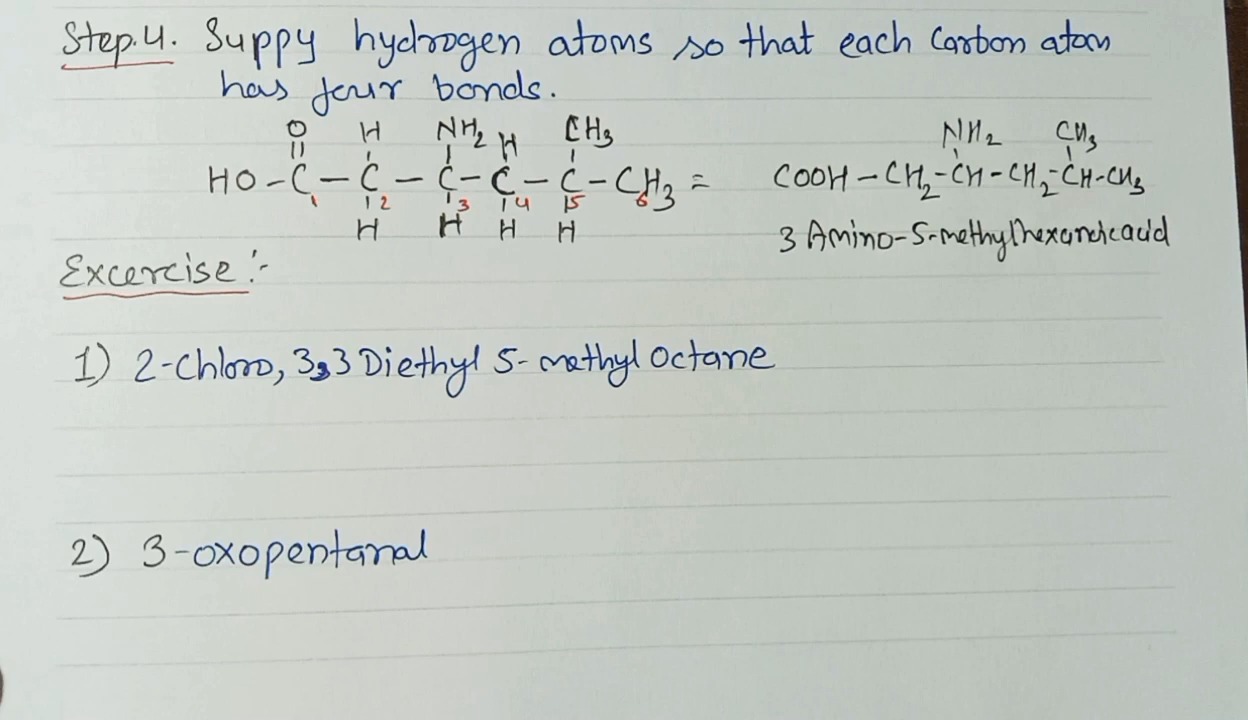 Step.4. Suppy hydrogen atoms so that each Carbon atom
has four bonds.
O H NH2 H CH3 NH2 CH3
HO-C-C-C-C-C-CH3 = COOH-CH2-CH-CH2-CH-CH3
1 2 3 4 5 6
H H H H 3 Amino-5-methylhexanoicacid
Excercise:-
1) 2-Chloro, 3,3 Diethyl 5-methyl Octane
2) 3-oxopentanal